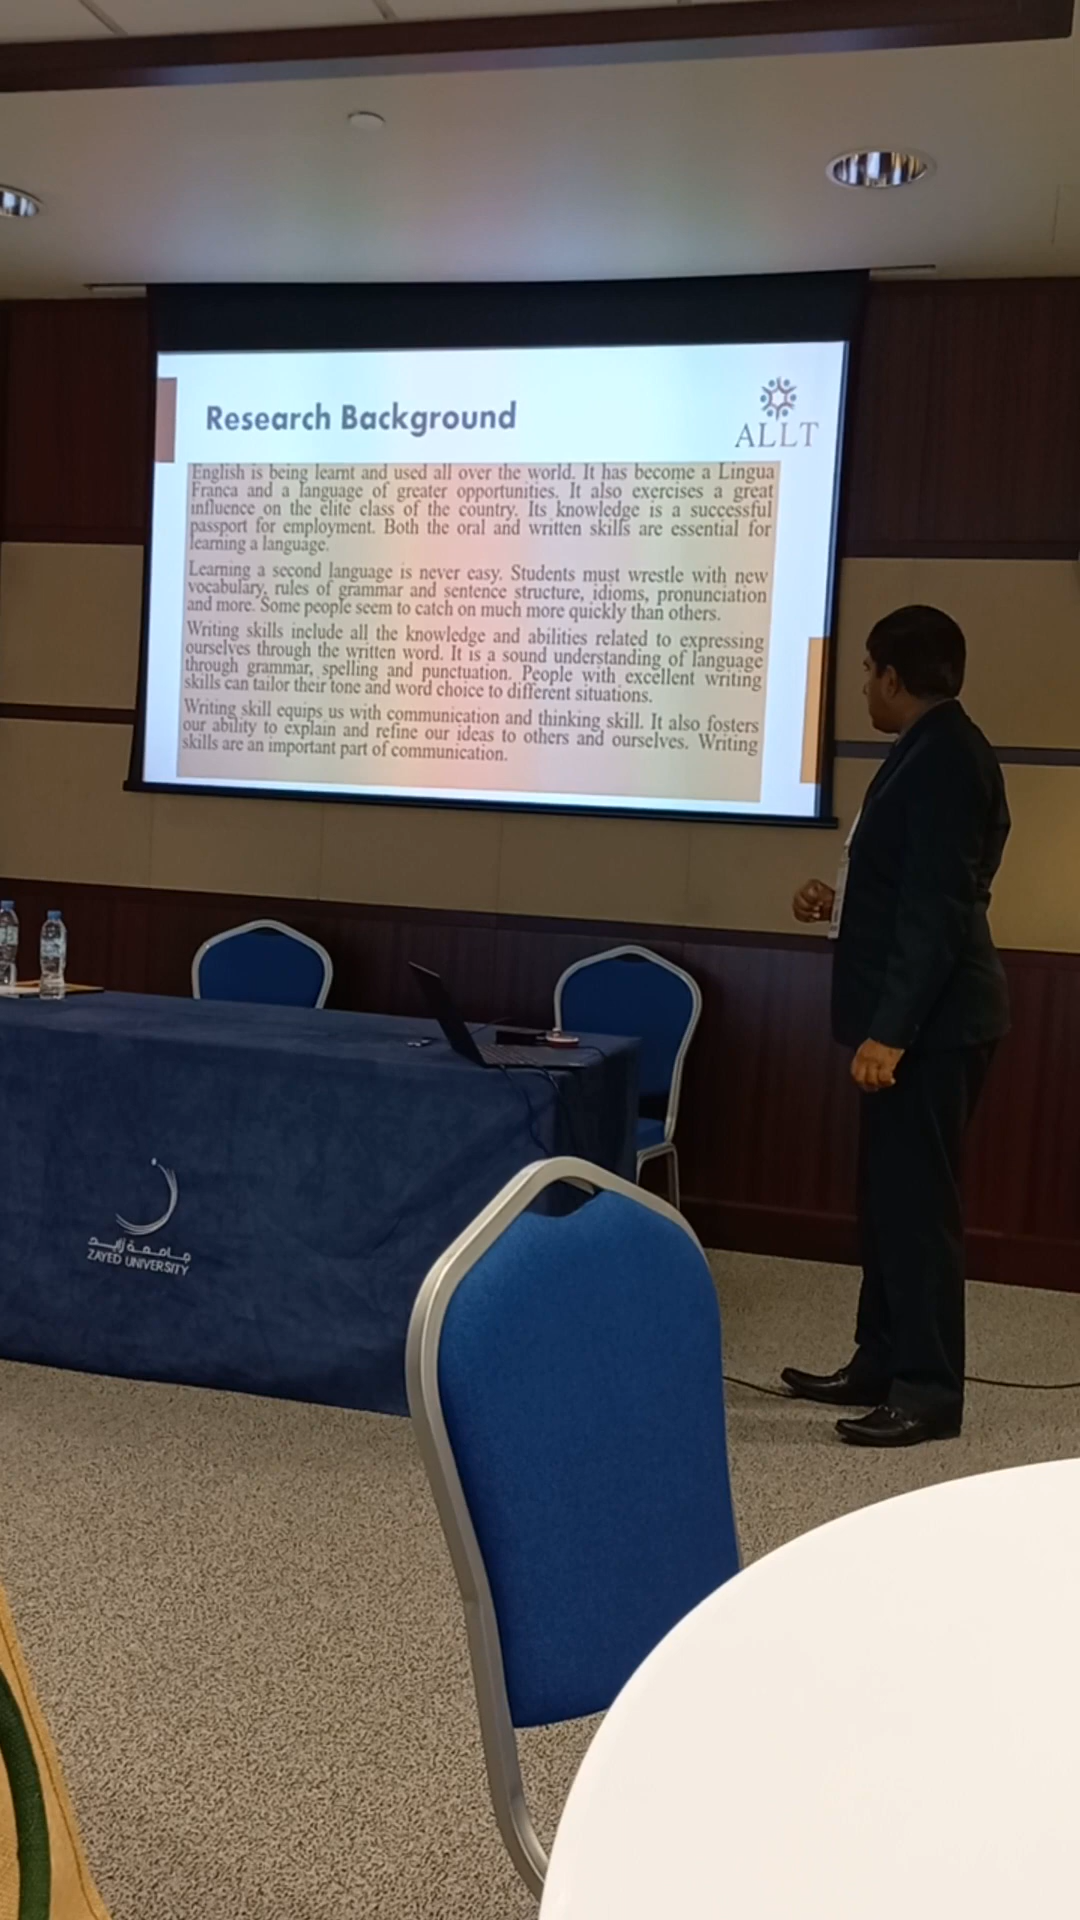 Research Background
ALLT
English is being learnt and used all over the world. It has become a Lingua
Franca and a language of greater opportunities. It also exercises a great
influence on the elite class of the country. Its knowledge is a successful
passport for employment. Both the oral and written skills are essential for
learning a language.
Learning a second language is never easy. Students must wrestle with new
vocabulary, rules of grammar and sentence structure, idioms, pronunciation
and more. Some people seem to catch on much more quickly than others.
Writing skills include all the knowledge and abilities related to expressing
ourselves through the written word. It is a sound understanding of language
through grammar, spelling and punctuation. People with excellent writing
skills can tailor their tone and word choice to different situations.
Writing skill equips us with communication and thinking skill. It also fosters
our ability to explain and refine our ideas to others and ourselves. Writing
skills are an important part of communication.
جامعة زايد
ZAYED UNIVERSITY